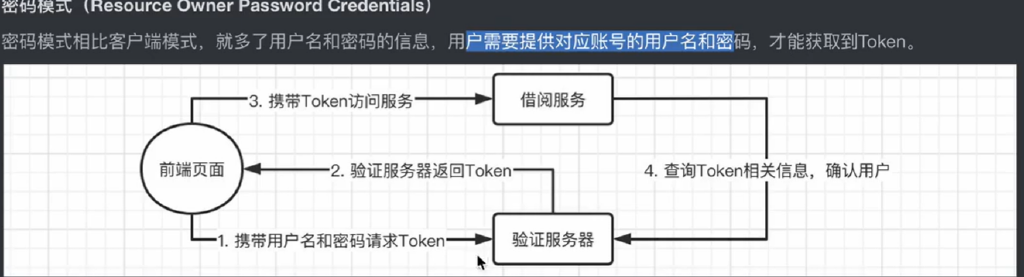 密码模式（Resource Owner Password Credentials）
密码模式相比客户端模式，就多了用户名和密码的信息，用户需要提供对应账号的用户名和密码，才能获取到Token。
3. 携带Token访问服务
借阅服务
前端页面
2. 验证服务器返回Token
4. 查询Token相关信息，确认用户
1. 携带用户名和密码请求Token
验证服务器